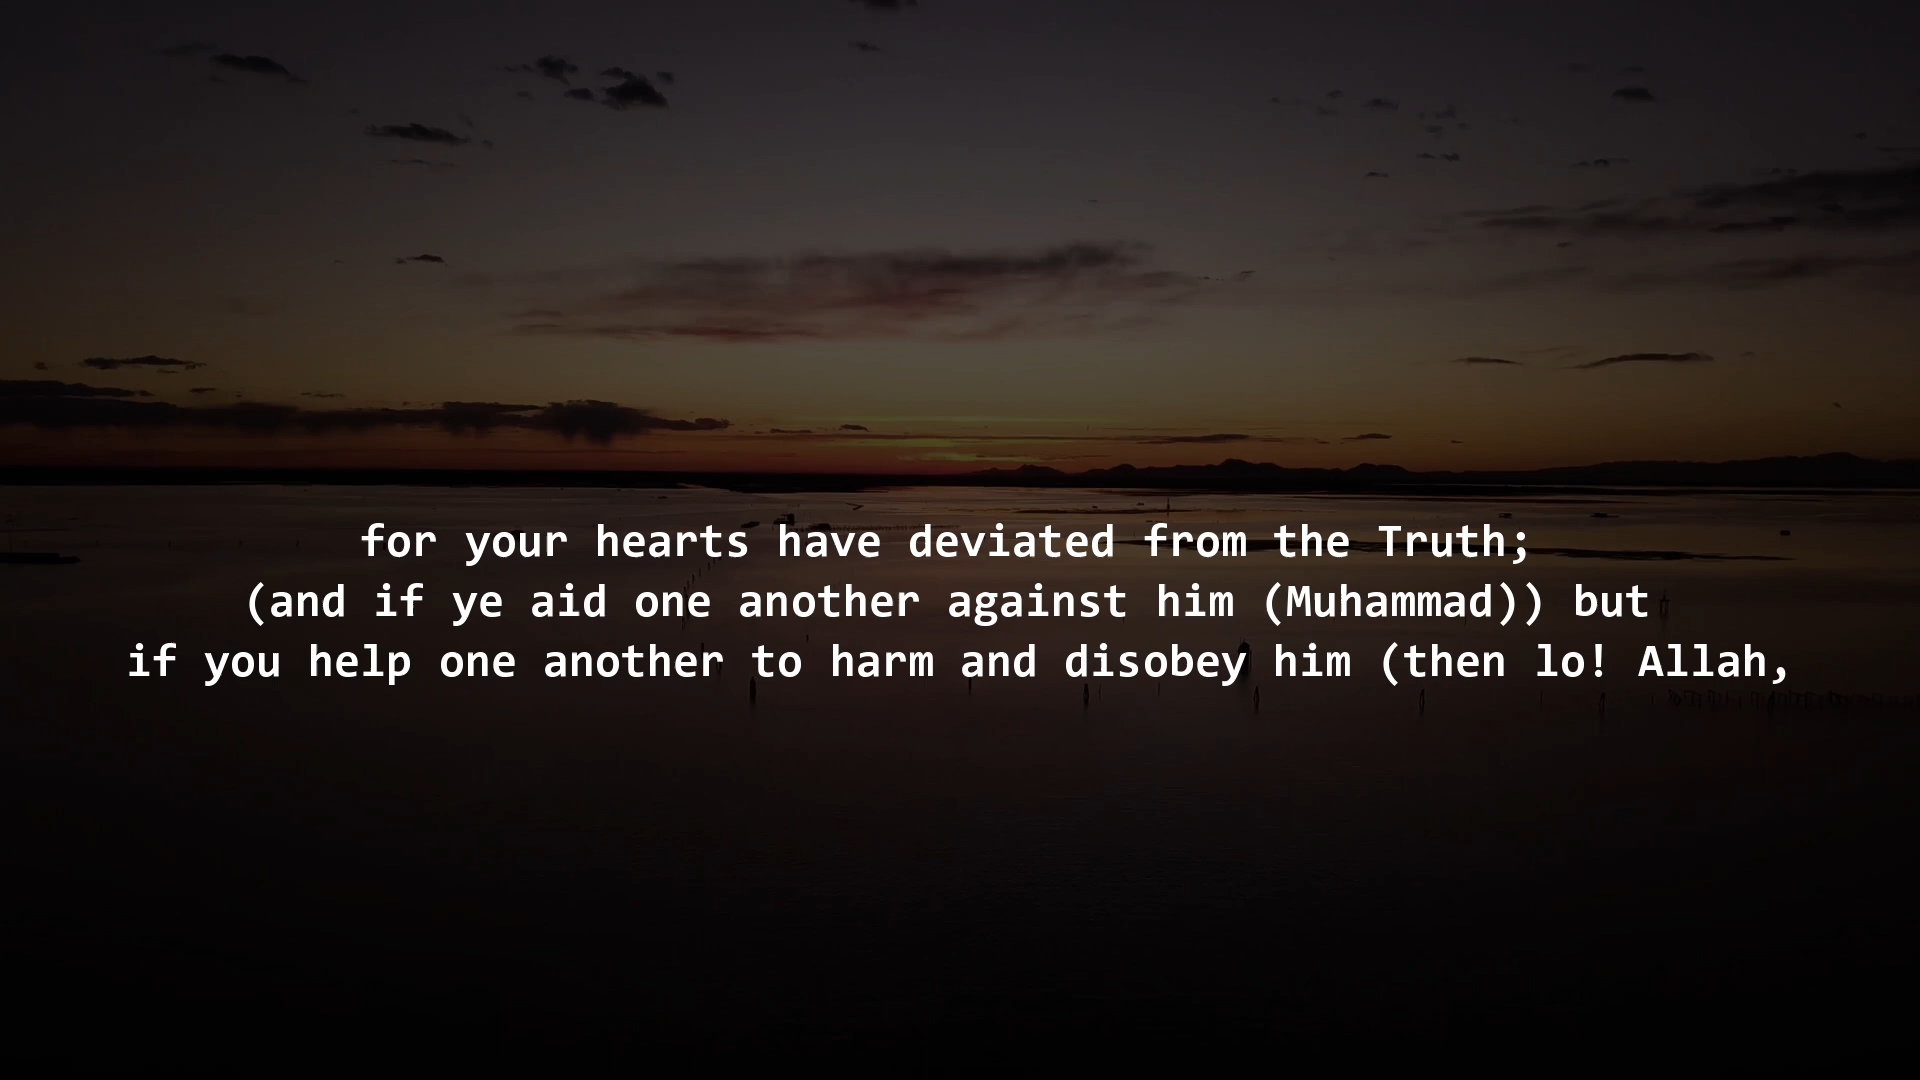 for your hearts have deviated from the Truth;
(and if ye aid one another against him (Muhammad)) but
if you help one another to harm and disobey him (then lo! Allah,